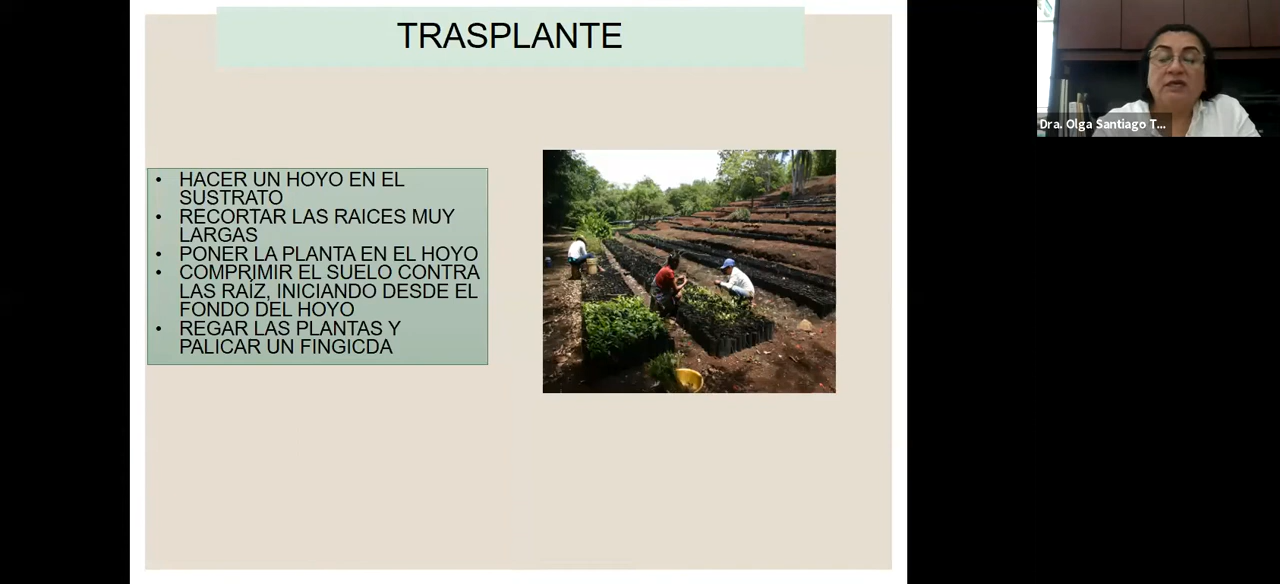 TRASPLANTE
Dra. Olga Santiago T...
• HACER UN HOYO EN EL
SUSTRATO
• RECORTAR LAS RAICES MUY
LARGAS
• PONER LA PLANTA EN EL HOYO
• COMPRIMIR EL SUELO CONTRA
LAS RAÍZ, INICIANDO DESDE EL
FONDO DEL HOYO
• REGAR LAS PLANTAS Y
PALICAR UN FINGICDA